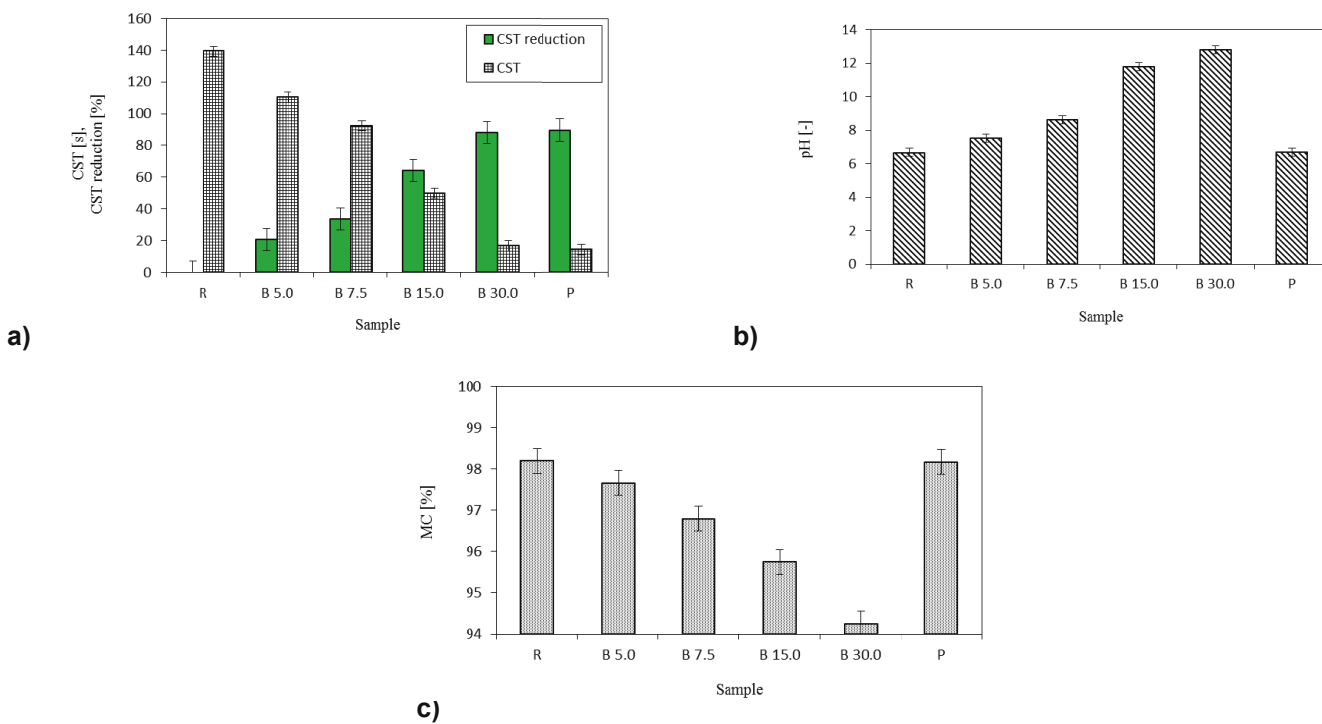 160
140
120
100
80
60
40
20
0
CST [s],
CST reduction [%]
CST reduction
CST
R B 5.0 B 7.5 B 15.0 B 30.0 P
Sample
a)
14
12
10
8
6
4
2
0
pH [-]
R B 5.0 B 7.5 B 15.0 B 30.0 P
Sample
b)
100
99
98
97
96
95
94
MC [%]
R B 5.0 B 7.5 B 15.0 B 30.0 P
Sample
c)